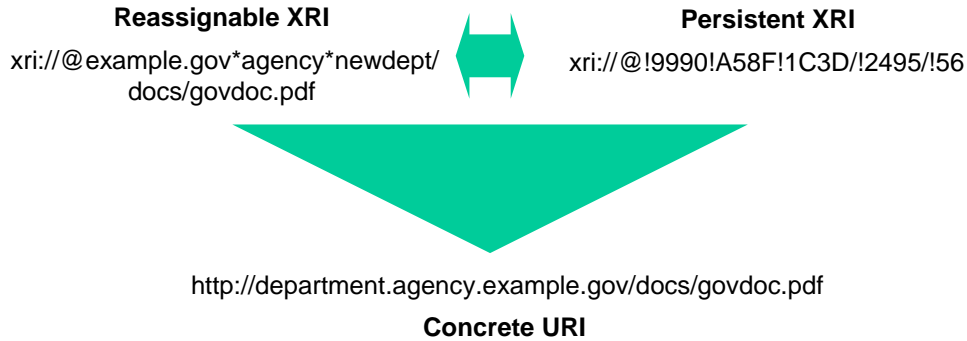 Reassignable XRI
xri://@example.gov*agency*newdept/
docs/govdoc.pdf
Persistent XRI
xri://@!9990!A58F!1C3D/!2495/!56
http://department.agency.example.gov/docs/govdoc.pdf
Concrete URI